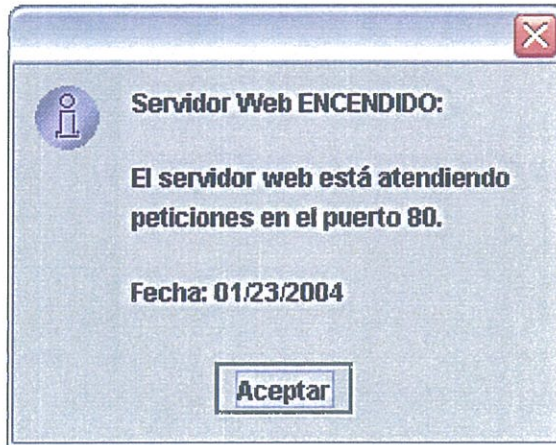 Servidor Web ENCENDIDO:
El servidor web está atendiendo
peticiones en el puerto 80.
Fecha: 01/23/2004
Aceptar